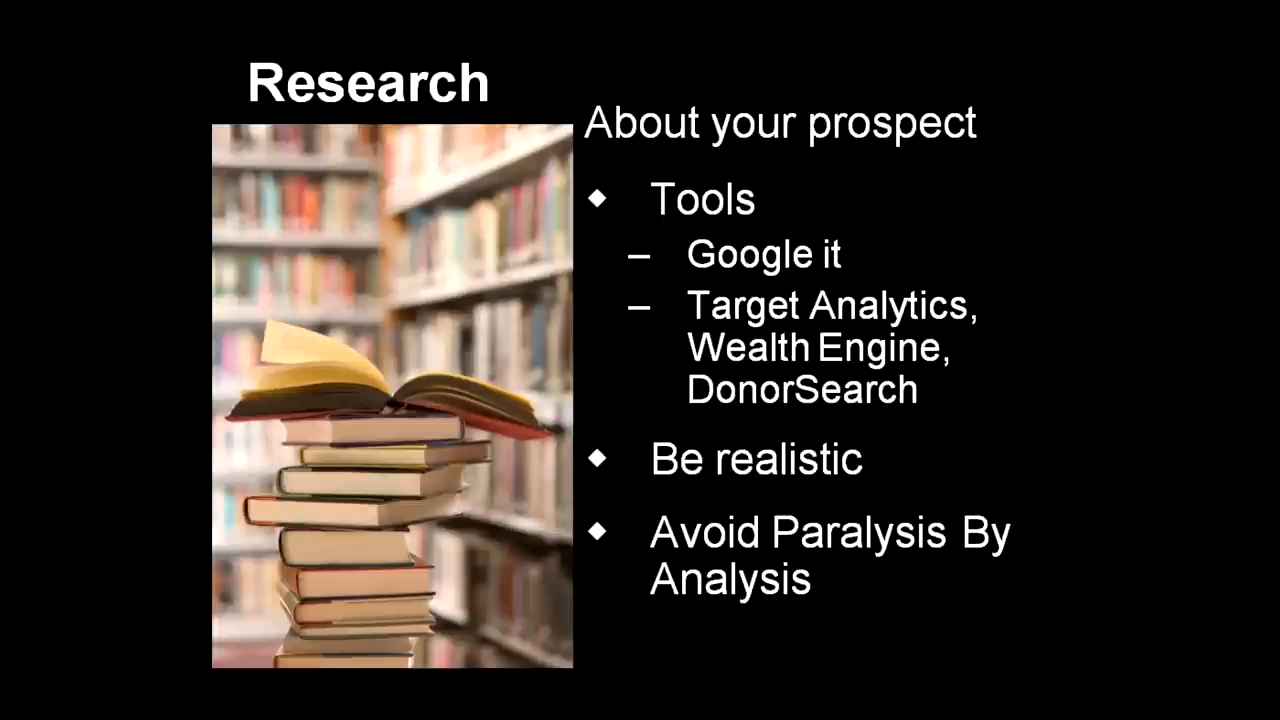 Research
About your prospect
◆ Tools
– Google it
– Target Analytics,
Wealth Engine,
DonorSearch
◆ Be realistic
◆ Avoid Paralysis By
Analysis